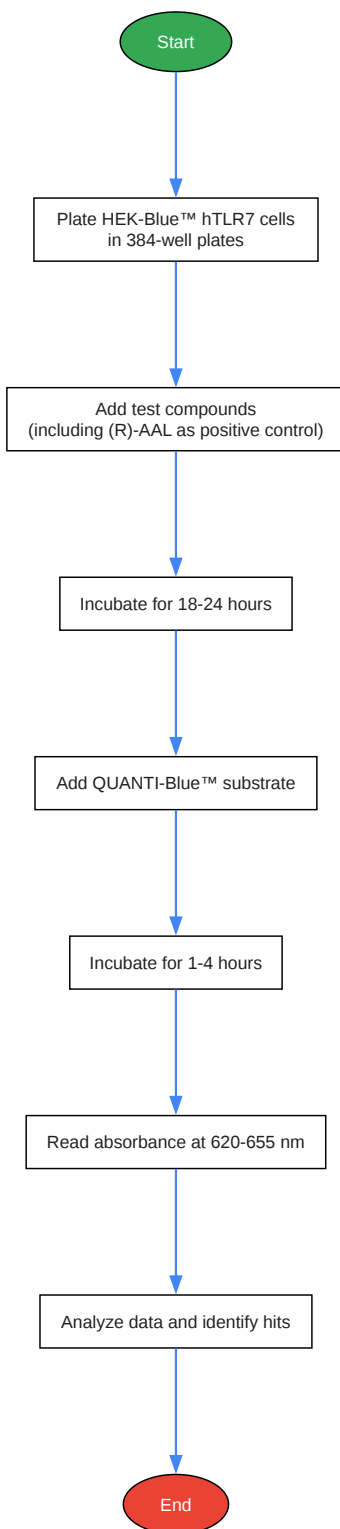 Start
Plate HEK-Blue™ hTLR7 cells
in 384-well plates
Add test compounds
(including (R)-AAL as positive control)
Incubate for 18-24 hours
Add QUANTI-Blue™ substrate
Incubate for 1-4 hours
Read absorbance at 620-655 nm
Analyze data and identify hits
End